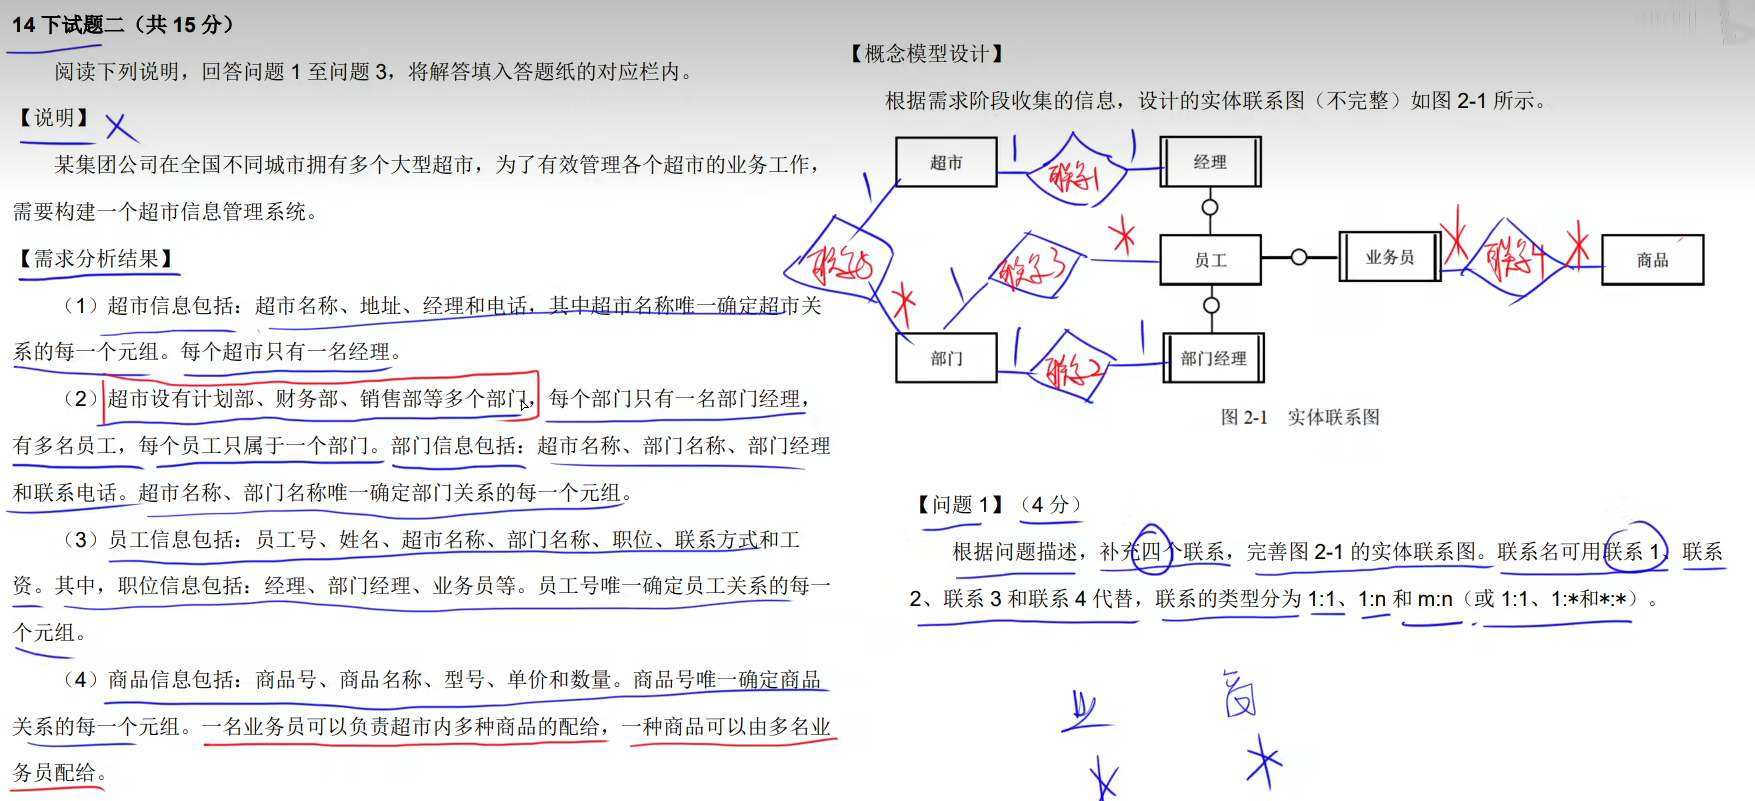 14 下试题二（共 15 分）
阅读下列说明，回答问题 1 至问题 3，将解答填入答题纸的对应栏内。
【说明】
某集团公司在全国不同城市拥有多个大型超市，为了有效管理各个超市的业务工作，
需要构建一个超市信息管理系统。
【需求分析结果】
（1）超市信息包括：超市名称、地址、经理和电话，其中超市名称唯一确定超市关
系的每一个元组。每个超市只有一名经理。
（2）超市设有计划部、财务部、销售部等多个部门，每个部门只有一名部门经理，
有多名员工，每个员工只属于一个部门。部门信息包括：超市名称、部门名称、部门经理
和联系电话。超市名称、部门名称唯一确定部门关系的每一个元组。
（3）员工信息包括：员工号、姓名、超市名称、部门名称、职位、联系方式和工
资。其中，职位信息包括：经理、部门经理、业务员等。员工号唯一确定员工关系的每一
个元组。
（4）商品信息包括：商品号、商品名称、型号、单价和数量。商品号唯一确定商品
关系的每一个元组。一名业务员可以负责超市内多种商品的配给，一种商品可以由多名业
务员配给。
【概念模型设计】
根据需求阶段收集的信息，设计的实体联系图（不完整）如图 2-1 所示。
超市 1 联系1 1 经理
1
联系5 联系3 * 员工 业务员 * 联系4 * 商品
* 1
部门 1 联系2 1 部门经理
图 2-1 实体联系图
【问题 1】（4 分）
根据问题描述，补充四个联系，完善图 2-1 的实体联系图。联系名可用联系 1、联系
2、联系 3 和联系 4 代替，联系的类型分为 1:1、1:n 和 m:n（或 1:1、1:*和*:*）。
业 商
* *